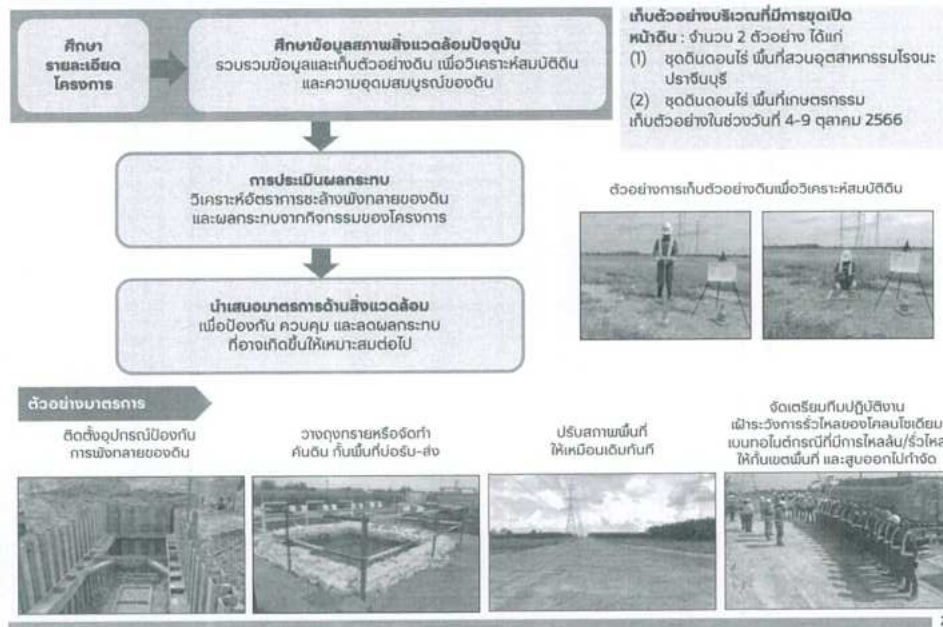 ศึกษา
รายละเอียด
โครงการ
ศึกษาข้อมูลสภาพสิ่งแวดล้อมปัจจุบัน
รวบรวมข้อมูลและเก็บตัวอย่างดิน เพื่อวิเคราะห์สมบัติดิน
และความอุดมสมบูรณ์ของดิน
เก็บตัวอย่างบริเวณที่มีการขุดเปิด
หน้าดิน : จำนวน 2 ตัวอย่าง ได้แก่
(1) ชุดดินดอนไร่ พื้นที่สวนอุตสาหกรรมโรจนะ
ปราจีนบุรี
(2) ชุดดินดอนไร่ พื้นที่เกษตรกรรม
เก็บตัวอย่างในช่วงวันที่ 4-9 ตุลาคม 2566
การประเมินผลกระทบ
วิเคราะห์อัตราการชะล้างพังทลายของดิน
และผลกระทบจากกิจกรรมของโครงการ
ตัวอย่างการเก็บตัวอย่างดินเพื่อวิเคราะห์สมบัติดิน
นำเสนอมาตรการด้านสิ่งแวดล้อม
เพื่อป้องกัน ควบคุม และลดผลกระทบ
ที่อาจเกิดขึ้นให้เหมาะสมต่อไป
ตัวอย่างมาตรการ
ติดตั้งอุปกรณ์ป้องกัน
การพังทลายของดิน
วางถุงทรายหรือจัดทำ
คันดิน กั้นพื้นที่บ่อรับ-ส่ง
ปรับสภาพพื้นที่
ให้เหมือนเดิมทันที
จัดเตรียมทีมปฏิบัติงาน
เฝ้าระวังการรั่วไหลของโคลนโซเดียม
เบนทอไนต์กรณีที่มีการไหลล้น/รั่วไหล
ให้กั้นเขตพื้นที่ และสูบออกไปกำจัด